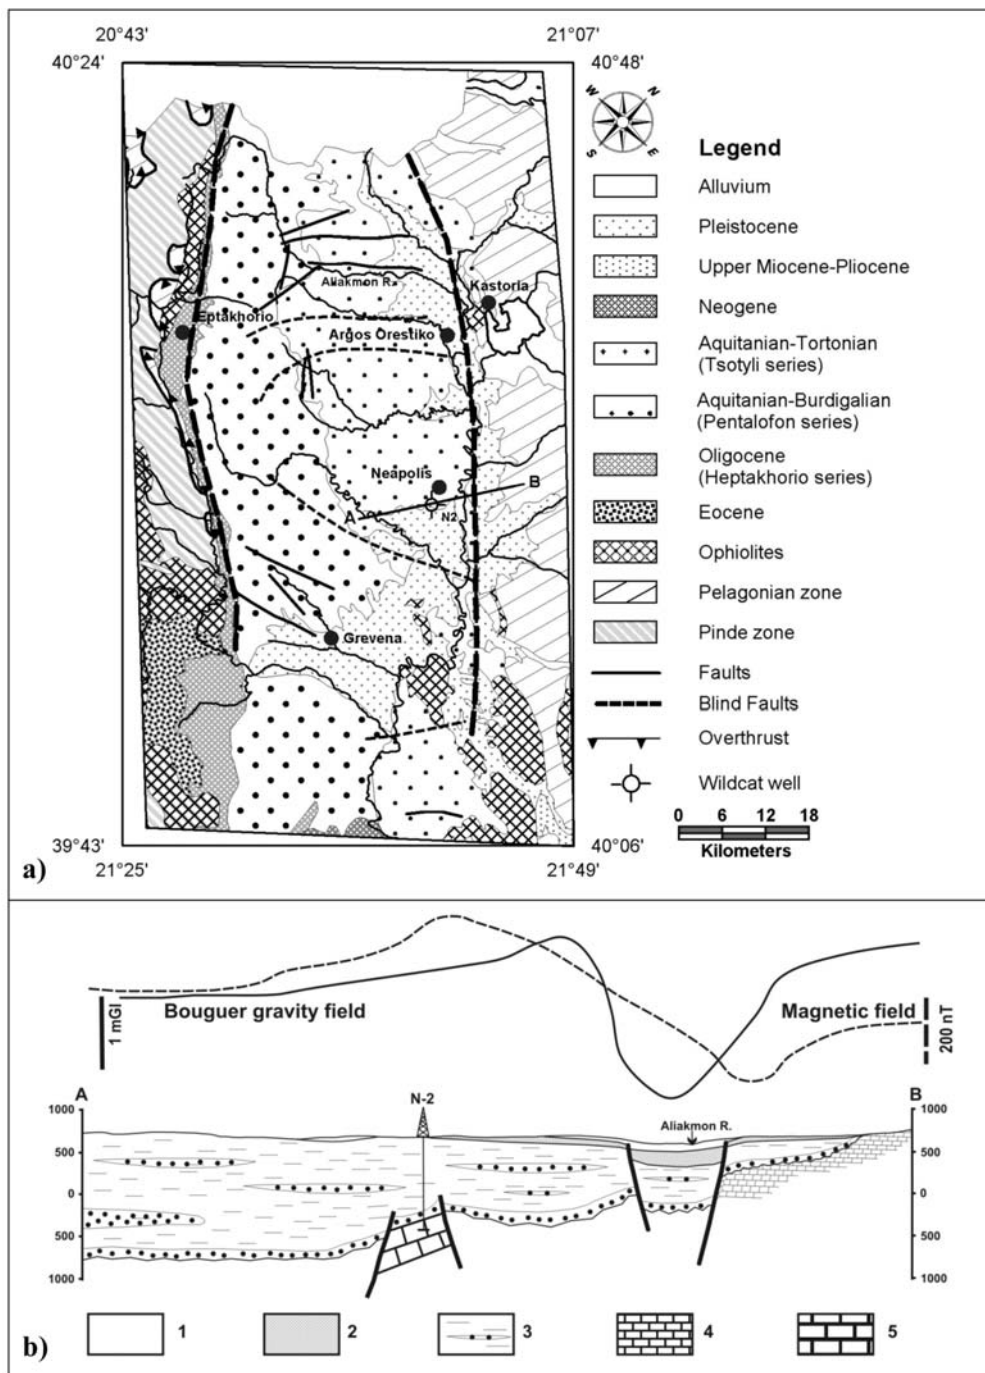 a)
20°43'
21°07'
40°24'
40°48'
W
N
S
E
Legend
Alluvium
Pleistocene
Upper Miocene-Pliocene
Neogene
Aquitanian-Tortonian
(Tsotyli series)
Aquitanian-Burdigalian
(Pentalofon series)
Oligocene
(Heptakhorio series)
Eocene
Ophiolites
Pelagonian zone
Pinde zone
Faults
Blind Faults
Overthrust
Wildcat well
0 6 12 18
Kilometers
Kastoria
Aliakmon R.
Eptakhorio
Argos Orestiko
Neapolis
A
B
N2
Grevena
39°43'
40°06'
21°25'
21°49'
Bouguer gravity field
Magnetic field
1 mGl
200 nT
A
N-2
B
Aliakmon R.
1000
500
0
500
1000
1000
500
0
500
1000
b)
1
2
3
4
5